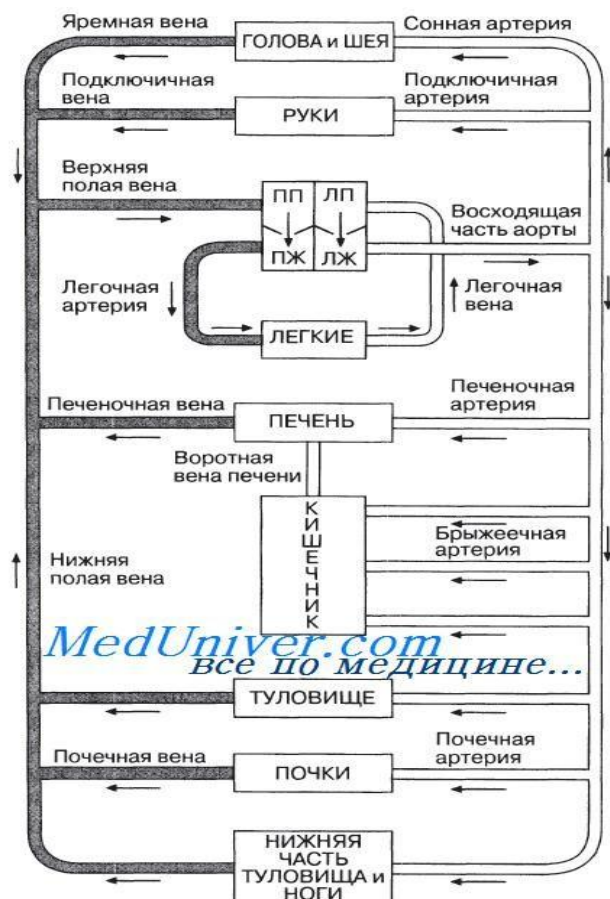 Яремная вена
ГОЛОВА и ШЕЯ
Сонная артерия
Подключичная
вена
РУКИ
Подключичная
артерия
Верхняя
полая вена
ПП
ЛП
ПЖ
ЛЖ
Восходящая
часть аорты
Легочная
артерия
ЛЕГКИЕ
Легочная
вена
Печеночная вена
ПЕЧЕНЬ
Печеночная
артерия
Воротная
вена печени
КИШЕЧНИК
Брыжеечная
артерия
Нижняя
полая вена
MedUniver.com
все по медицине...
ТУЛОВИЩЕ
Почечная вена
ПОЧКИ
Почечная
артерия
НИЖНЯЯ
ЧАСТЬ
ТУЛОВИЩА и
НОГИ